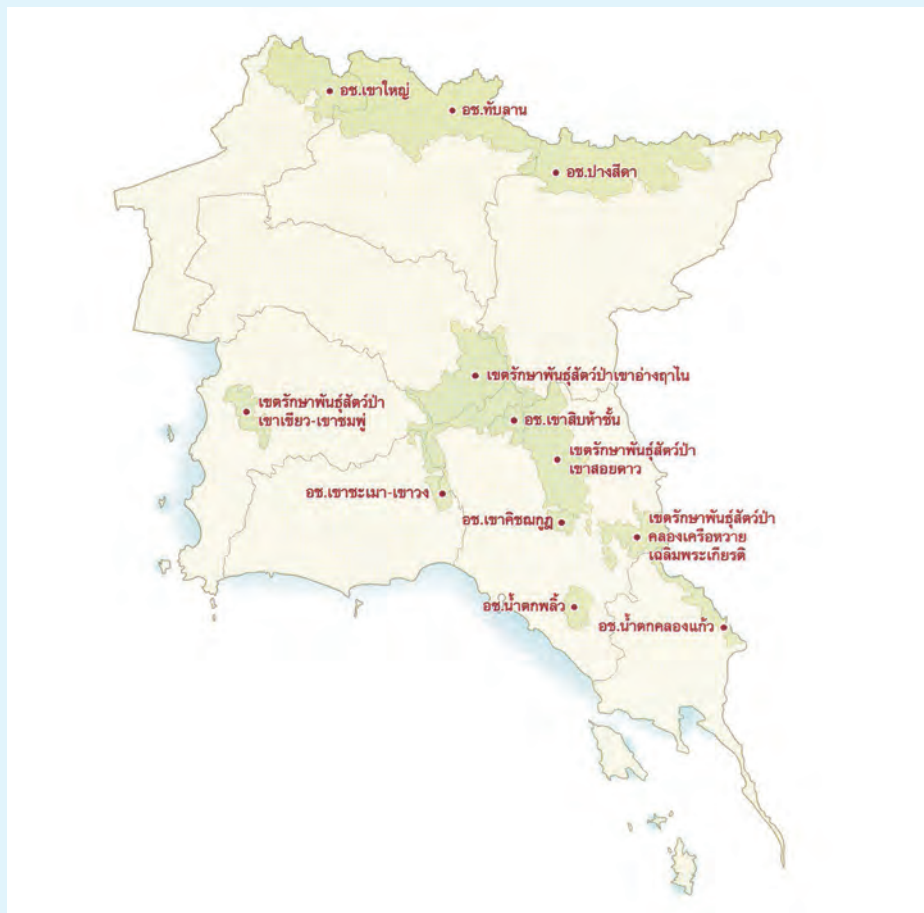 อช.เขาใหญ่
อช.ทับลาน
อช.ปางสีดา
เขตรักษาพันธุ์สัตว์ป่าเขาอ่างฤาไน
เขตรักษาพันธุ์สัตว์ป่า
เขาเขียว-เขาชมพู่
อช.เขาสิบห้าชั้น
เขตรักษาพันธุ์สัตว์ป่า
เขาสอยดาว
อช.เขาชะเมา-เขาวง
อช.เขาคิชฌกูฏ
เขตรักษาพันธุ์สัตว์ป่า
คลองเครือหวาย
เฉลิมพระเกียรติ
อช.น้ำตกพลิ้ว
อช.น้ำตกคลองแก้ว